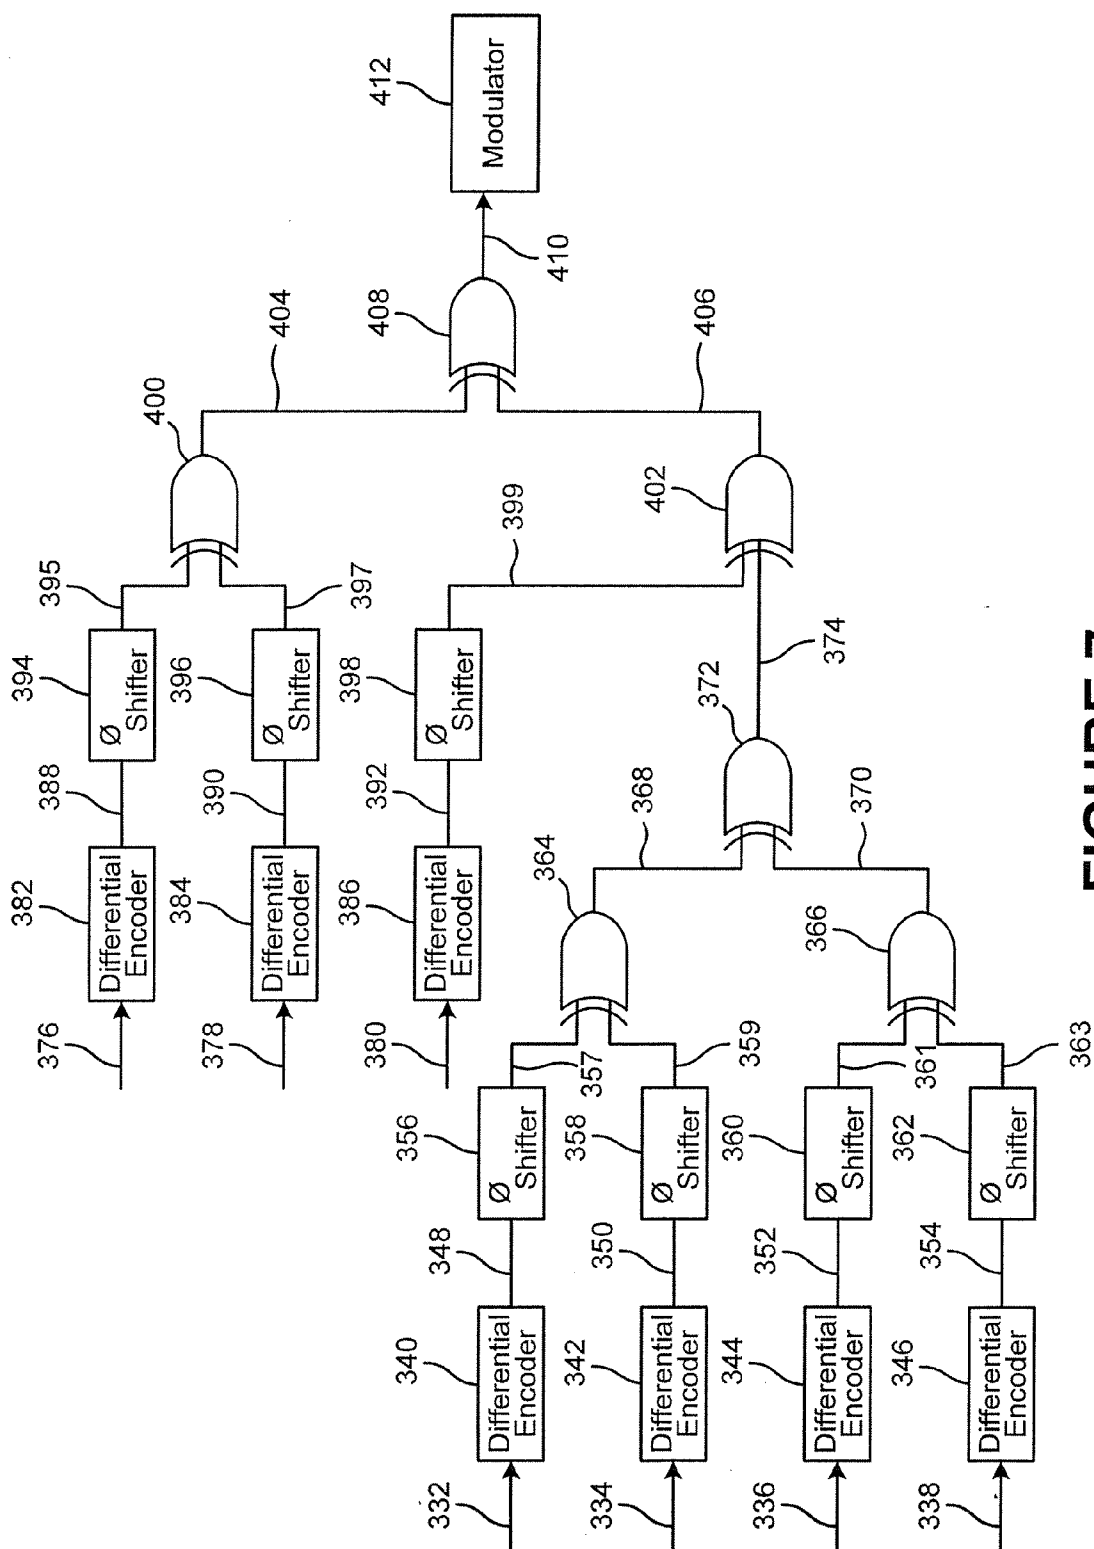 376
382
Differential
Encoder
388
394
Ø
Shifter
395
400
404
378
384
Differential
Encoder
390
396
Ø
Shifter
397
408
410
412
Modulator
380
386
Differential
Encoder
392
398
Ø
Shifter
399
402
406
332
340
Differential
Encoder
348
356
Ø
Shifter
357
364
368
372
374
334
342
Differential
Encoder
350
358
Ø
Shifter
359
336
344
Differential
Encoder
352
360
Ø
Shifter
361
366
370
338
346
Differential
Encoder
354
362
Ø
Shifter
363
FIGURE 7